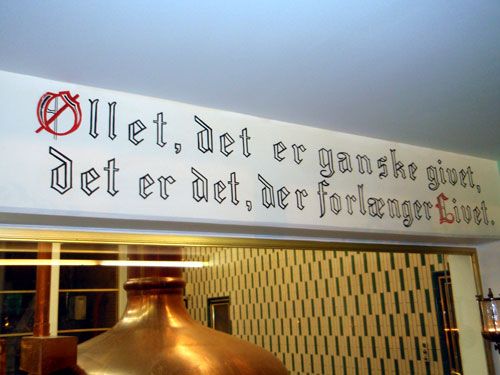 Øllet, det er ganske givet,
det er det, der forlænger Livet.